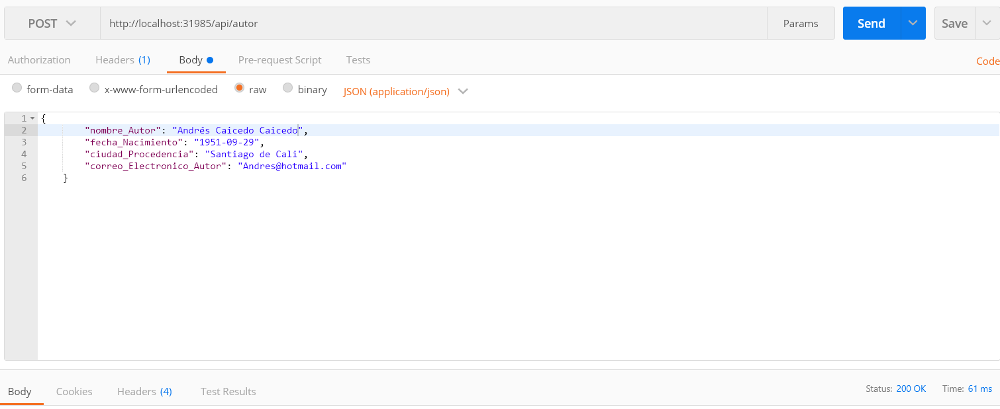 POST http://localhost:31985/api/autor Params Send Save
Authorization Headers (1) Body Pre-request Script Tests Code
form-data x-www-form-urlencoded raw binary JSON (application/json)
1 {
2 "nombre_Autor": "Andrés Caicedo Caicedo",
3 "fecha_Nacimiento": "1951-09-29",
4 "ciudad_Procedencia": "Santiago de Cali",
5 "correo_Electronico_Autor": "Andres@hotmail.com"
6 }
Body Cookies Headers (4) Test Results Status: 200 OK Time: 61 ms